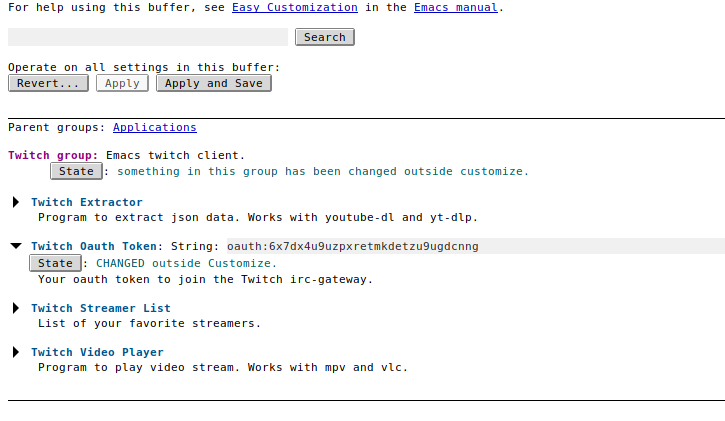 For help using this buffer, see Easy Customization in the Emacs manual.
Search
Operate on all settings in this buffer:
Revert... Apply Apply and Save
Parent groups: Applications
Twitch group: Emacs twitch client.
State : something in this group has been changed outside customize.
Twitch Extractor
Program to extract json data. Works with youtube-dl and yt-dlp.
Twitch Oauth Token: String: oauth:6x7dx4u9uzpxretmkdetzu9ugdcnng
State : CHANGED outside Customize.
Your oauth token to join the Twitch irc-gateway.
Twitch Streamer List
List of your favorite streamers.
Twitch Video Player
Program to play video stream. Works with mpv and vlc.